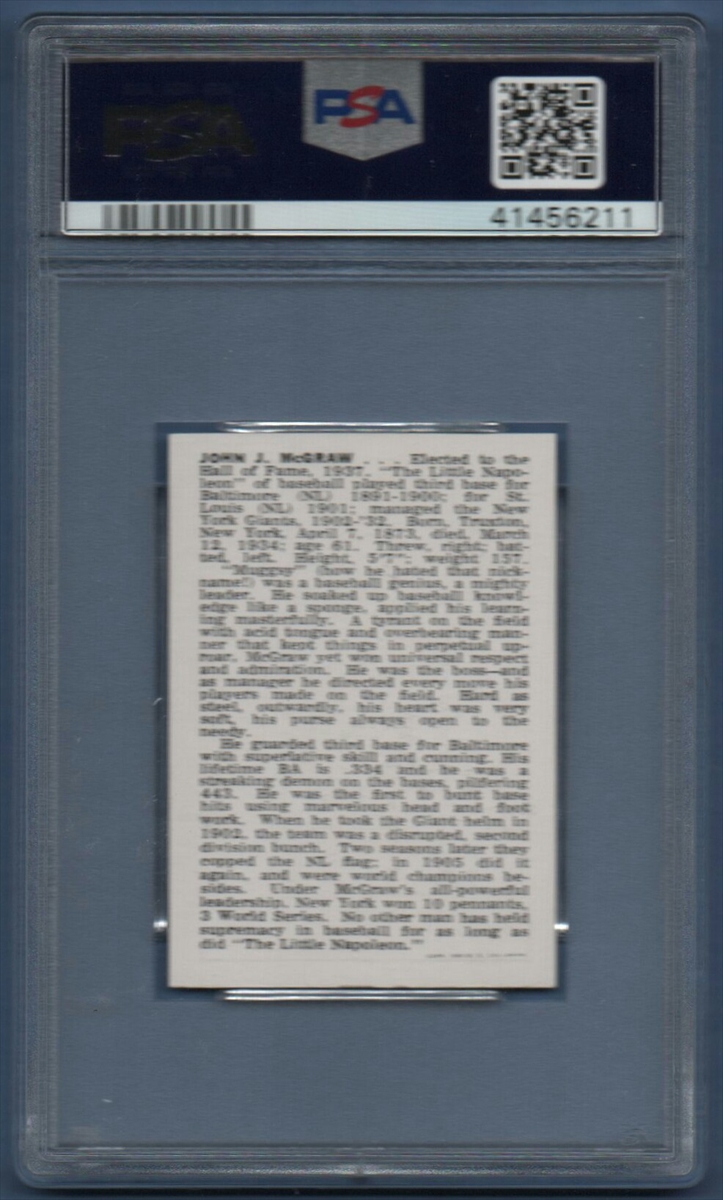 PSA
41456211
JOHN J. McGRAW . . . Elected to the
Hall of Fame, 1937. "The Little Napo-
leon" of baseball played third base for
Baltimore (NL) 1891-1900; for St.
Louis (NL) 1901; managed the New
York Giants, 1902-'32. Born, Truxton,
New York, April 7, 1873, died, March
12, 1934; age 61. Threw, right; bat-
ted, left. Height, 5'7"; weight 157.
"Muggsy" (how he hated that nick-
name!) was a baseball genius, a mighty
leader. He soaked up baseball knowl-
edge like a sponge, applied his learn-
ing masterfully. A tyrant on the field
with acid tongue and overbearing man-
ner that kept things in perpetual up-
roar, McGraw yet won universal respect
and admiration. He was the boss—and
as manager he directed every move his
players made on the field. Hard as
steel, outwardly, his heart was very
soft, his purse always open to the
needy.
He guarded third base for Baltimore
with superlative skill and cunning. His
lifetime BA is .334 and he was a
streaking demon on the bases, pilfering
443. He was the first to bunt base
hits using marvelous head and foot
work. When he took the Giant helm in
1902, the team was a disrupted, second
division bunch. Two seasons later they
copped the NL flag; in 1905 did it
again, and were world champions be-
sides. Under McGraw's all-powerful
leadership, New York won 10 pennants,
3 World Series. No other man has held
supremacy in baseball for as long as
did "The Little Napoleon."